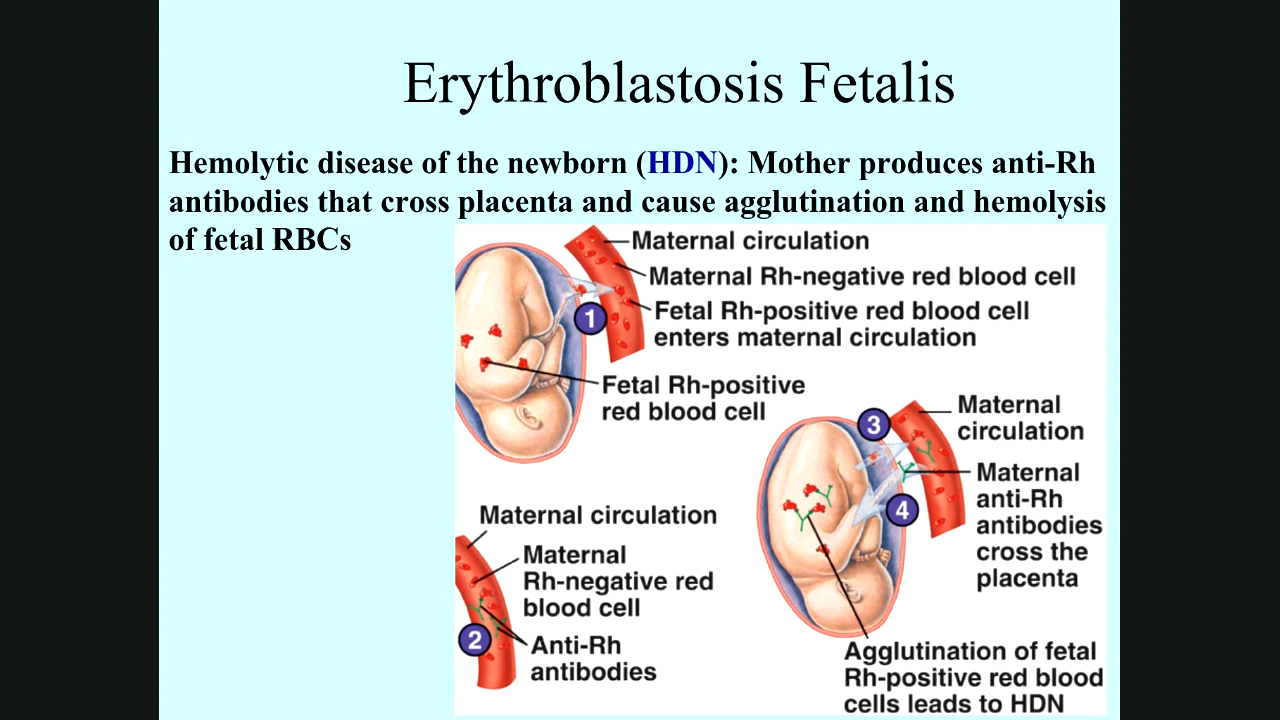 Erythroblastosis Fetalis
Hemolytic disease of the newborn (HDN): Mother produces anti-Rh
antibodies that cross placenta and cause agglutination and hemolysis
of fetal RBCs
Maternal circulation
Maternal Rh-negative red blood cell
Fetal Rh-positive red blood cell
enters maternal circulation
1
Fetal Rh-positive
red blood cell
Maternal circulation
Maternal
Rh-negative red
blood cell
2
Anti-Rh
antibodies
3
Maternal
circulation
Maternal
anti-Rh
antibodies
cross the
placenta
4
Agglutination of fetal
Rh-positive red blood
cells leads to HDN